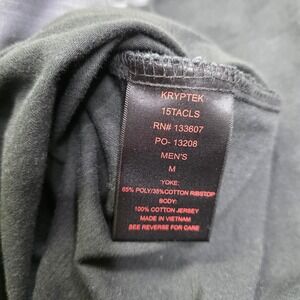 KRYPTEK
15TACLS
RN# 133607
PO- 13208
MEN'S
M
YOKE:
65% POLY/35%COTTON RIBSTOP
BODY:
100% COTTON JERSEY
MADE IN VIETNAM
SEE REVERSE FOR CARE